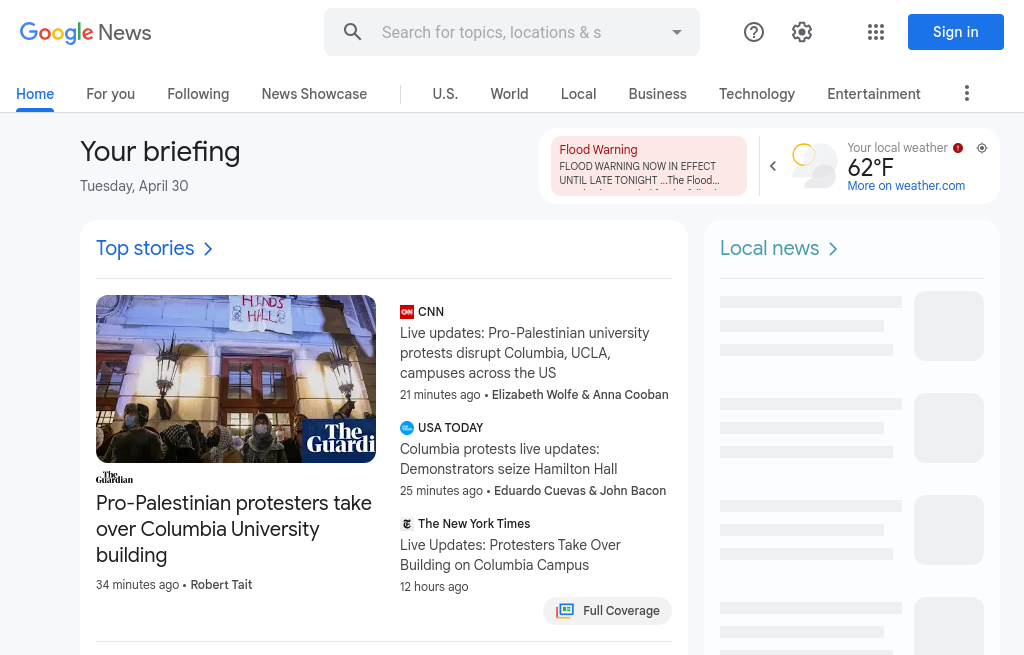 Google News
Search for topics, locations & s
Sign in
Home
For you
Following
News Showcase
U.S.
World
Local
Business
Technology
Entertainment
Your briefing
Tuesday, April 30
Flood Warning
FLOOD WARNING NOW IN EFFECT
UNTIL LATE TONIGHT ...The Flood...
Your local weather
62°F
More on weather.com
Top stories
HINDS
HALL
The
Guardi
The
Guardian
Pro-Palestinian protesters take
over Columbia University
building
34 minutes ago • Robert Tait
CNN
CNN
Live updates: Pro-Palestinian university
protests disrupt Columbia, UCLA,
campuses across the US
21 minutes ago • Elizabeth Wolfe & Anna Cooban
USA TODAY
Columbia protests live updates:
Demonstrators seize Hamilton Hall
25 minutes ago • Eduardo Cuevas & John Bacon
The New York Times
Live Updates: Protesters Take Over
Building on Columbia Campus
12 hours ago
Full Coverage
Local news